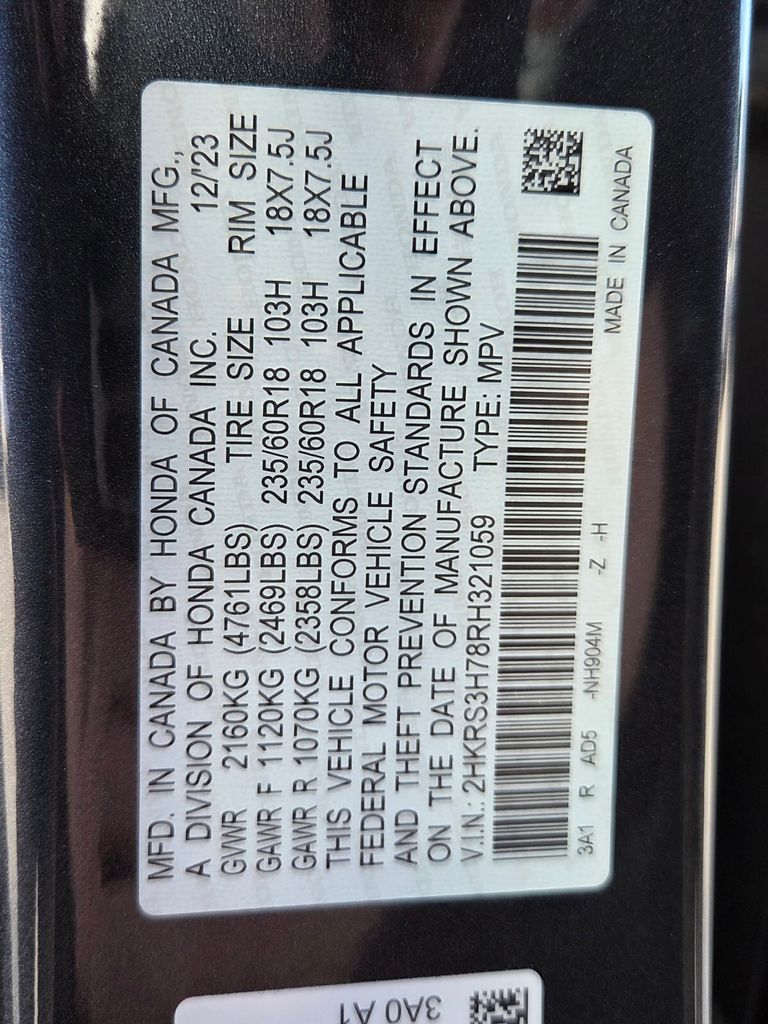 MFD. IN CANADA BY HONDA OF CANADA MFG.,
A DIVISION OF HONDA CANADA INC. 12/'23
GVWR 2160KG (4761LBS) TIRE SIZE RIM SIZE
GAWR F 1120KG (2469LBS) 235/60R18 103H 18X7.5J
GAWR R 1070KG (2358LBS) 235/60R18 103H 18X7.5J
THIS VEHICLE CONFORMS TO ALL APPLICABLE
FEDERAL MOTOR VEHICLE SAFETY
AND THEFT PREVENTION STANDARDS IN EFFECT
ON THE DATE OF MANUFACTURE SHOWN ABOVE.
V.I.N.: 2HKRS3H78RH321059 TYPE: MPV
3A1 R AD5 -NH904M -Z -H
MADE IN CANADA
3A0 A1